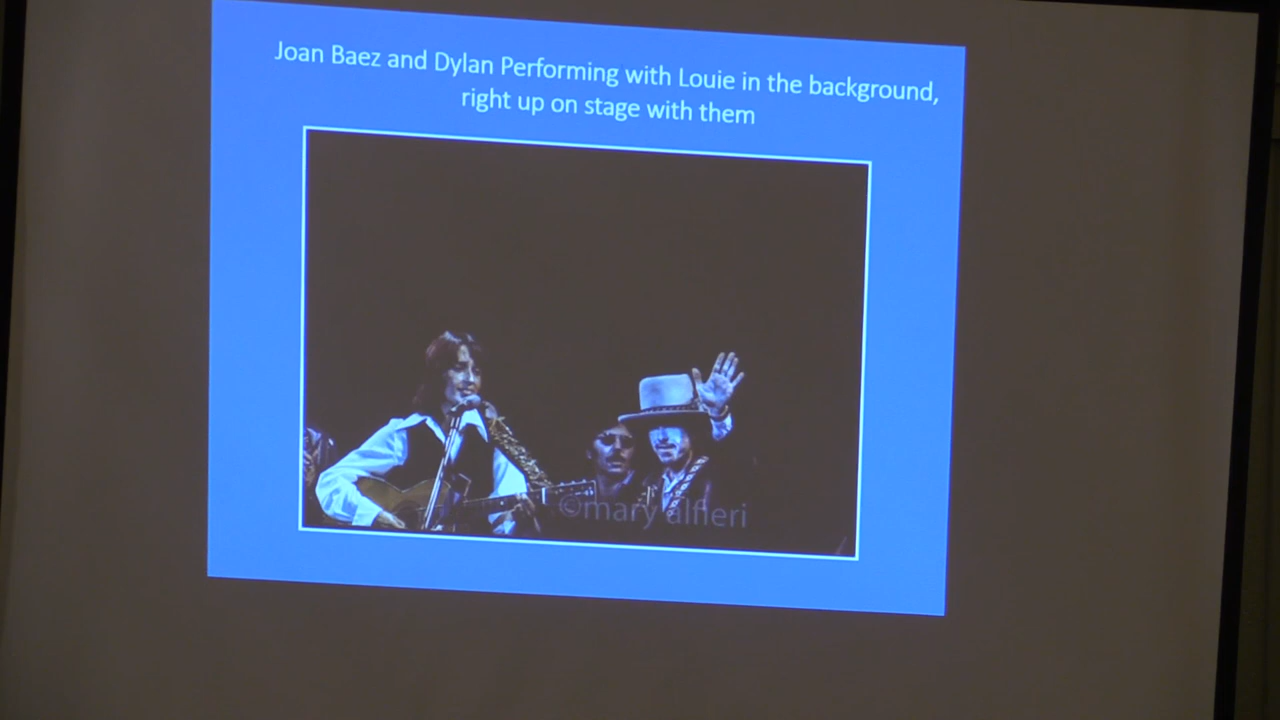 Joan Baez and Dylan Performing with Louie in the background,
right up on stage with them
©mary alfieri